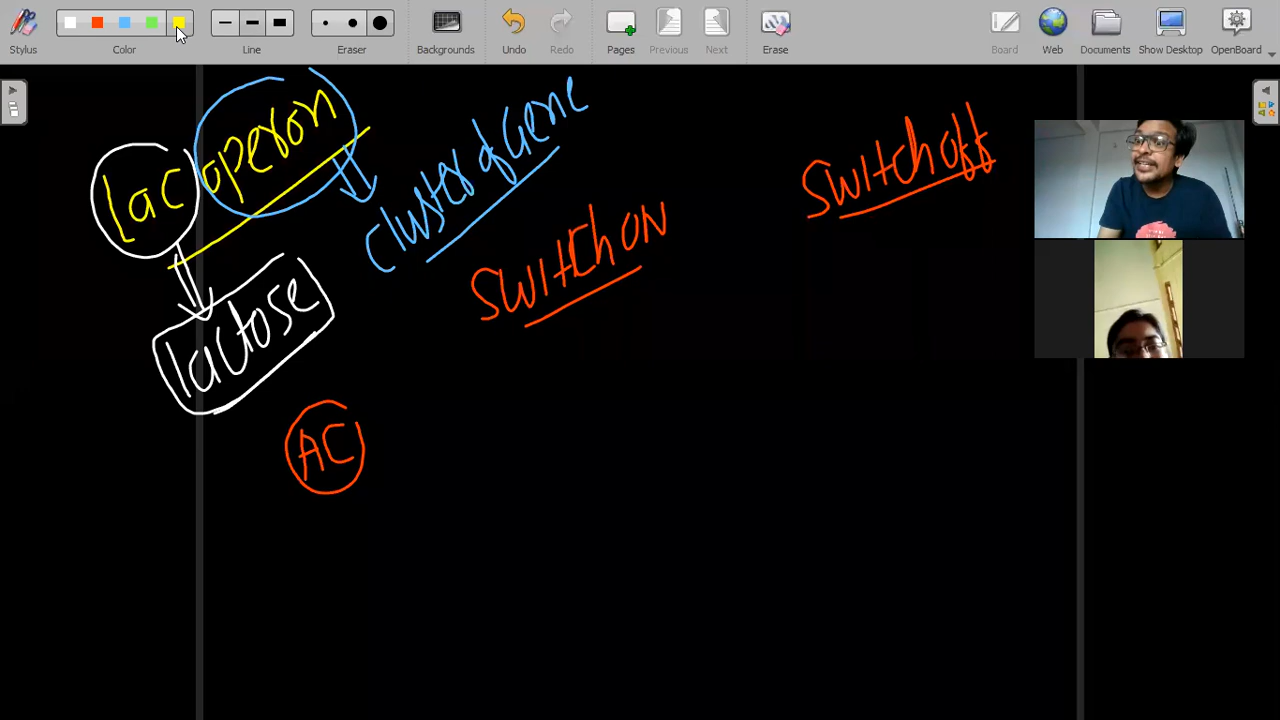 Stylus
Color
Line
Eraser
Backgrounds
Undo
Redo
Pages
Previous
Next
Erase
Board
Web
Documents
Show Desktop
OpenBoard
lac operon
cluster of Gene
switch ON
switch off
lactose
AC